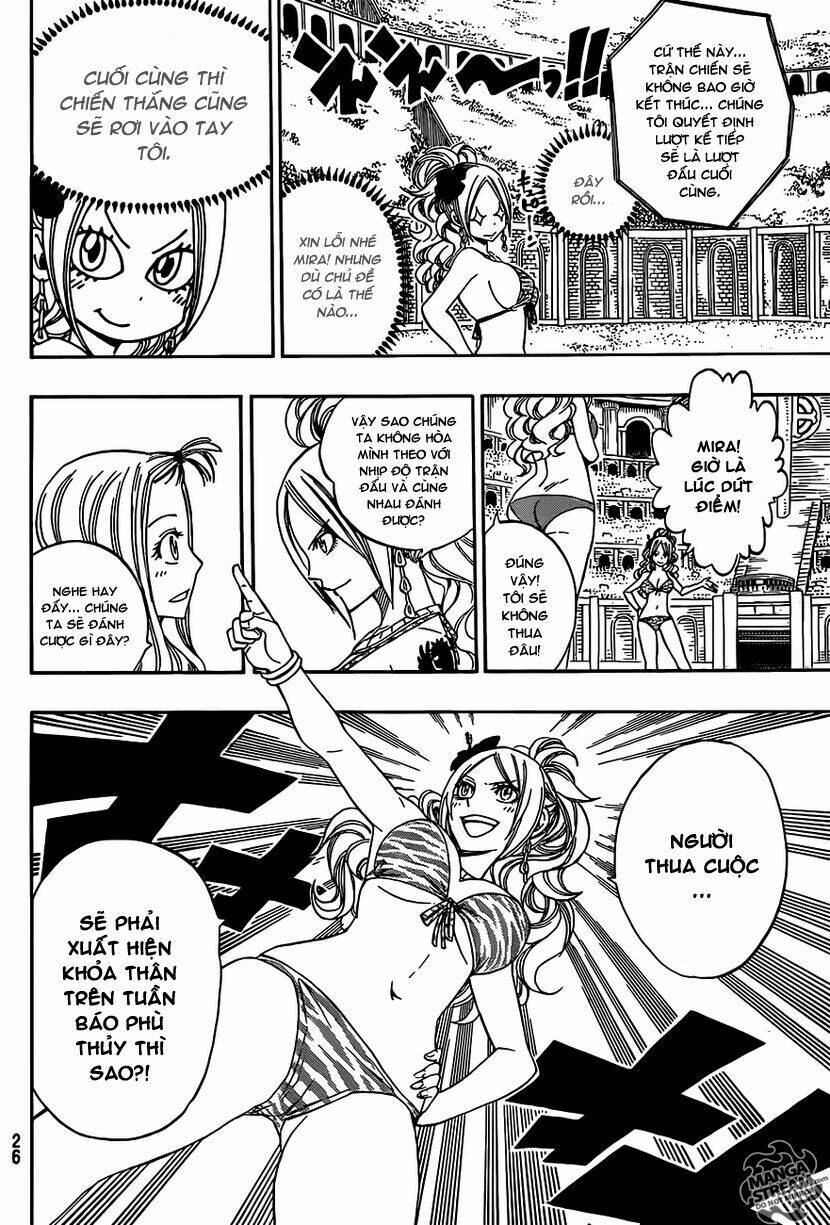 CỨ THẾ NÀY...
TRẬN CHIẾN SẼ
KHÔNG BAO GIỜ
KẾT THÚC... CHÚNG
TÔI QUYẾT ĐỊNH
LƯỢT KẾ TIẾP
SẼ LÀ LƯỢT
ĐẤU CUỐI
CÙNG.
ĐÂY
RỒI...
XIN LỖI NHÉ
MIRA! NHƯNG
DÙ CHỦ ĐỀ
CÓ LÀ THẾ
NÀO...
CUỐI CÙNG THÌ
CHIẾN THẮNG CŨNG
SẼ RƠI VÀO TAY
TÔI.
MIRA!
GIỜ LÀ
LÚC DỨT
ĐIỂM!
ĐÚNG
VẬY!
TÔI SẼ
KHÔNG
THUA
ĐÂU!
VẬY SAO CHÚNG
TA KHÔNG HÒA
MÌNH THEO VỚI
NHỊP ĐỘ TRẬN
ĐẤU VÀ CÙNG
NHAU ĐÁNH
ĐƯỢC?
NGHE HAY
ĐẤY... CHÚNG
TA SẼ ĐÁNH
CƯỢC GÌ ĐÂY?
NGƯỜI
THUA CUỘC
...
SẼ PHẢI
XUẤT HIỆN
KHỎA THÂN
TRÊN TUẦN
BÁO PHÙ
THỦY THÌ
SAO?!
26
MANGA
STREAM